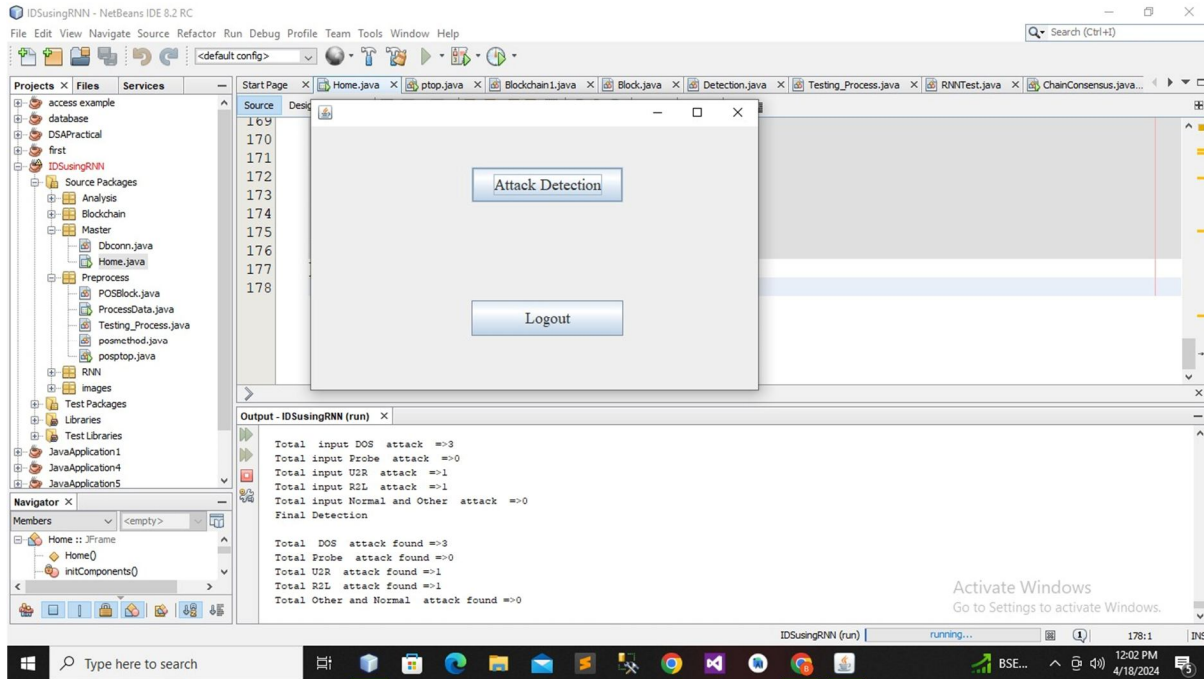 IDSusingRNN - NetBeans IDE 8.2 RC
File Edit View Navigate Source Refactor Run Debug Profile Team Tools Window Help
Search (Ctrl+I)
<default config>
Projects Files Services
Start Page Home.java ptop.java Blockchain1.java Block.java Detection.java Testing_Process.java RNNTest.java ChainConsensus.java...
Source
access example
database
DSAPractical
first
IDSusingRNN
Source Packages
Analysis
Blockchain
Master
Dbconn.java
Home.java
Preprocess
POSBlock.java
ProcessData.java
Testing_Process.java
posmethod.java
posptop.java
RNN
images
Test Packages
Libraries
Test Libraries
JavaApplication1
JavaApplication4
JavaApplication5
169
170
171
172
173
174
175
176
177
178
Attack Detection
Logout
Output - IDSusingRNN (run)
Total input DOS attack =>3
Total input Probe attack =>0
Total input U2R attack =>1
Total input R2L attack =>1
Total input Normal and Other attack =>0
Final Detection
Total DOS attack found =>3
Total Probe attack found =>0
Total U2R attack found =>1
Total R2L attack found =>1
Total Other and Normal attack found =>0
Navigator
Members <empty>
Home :: JFrame
Home()
initComponents()
Activate Windows
Go to Settings to activate Windows.
IDSusingRNN (run) running... 1 178:1 INS
Type here to search
BSE...
12:02 PM
4/18/2024
5